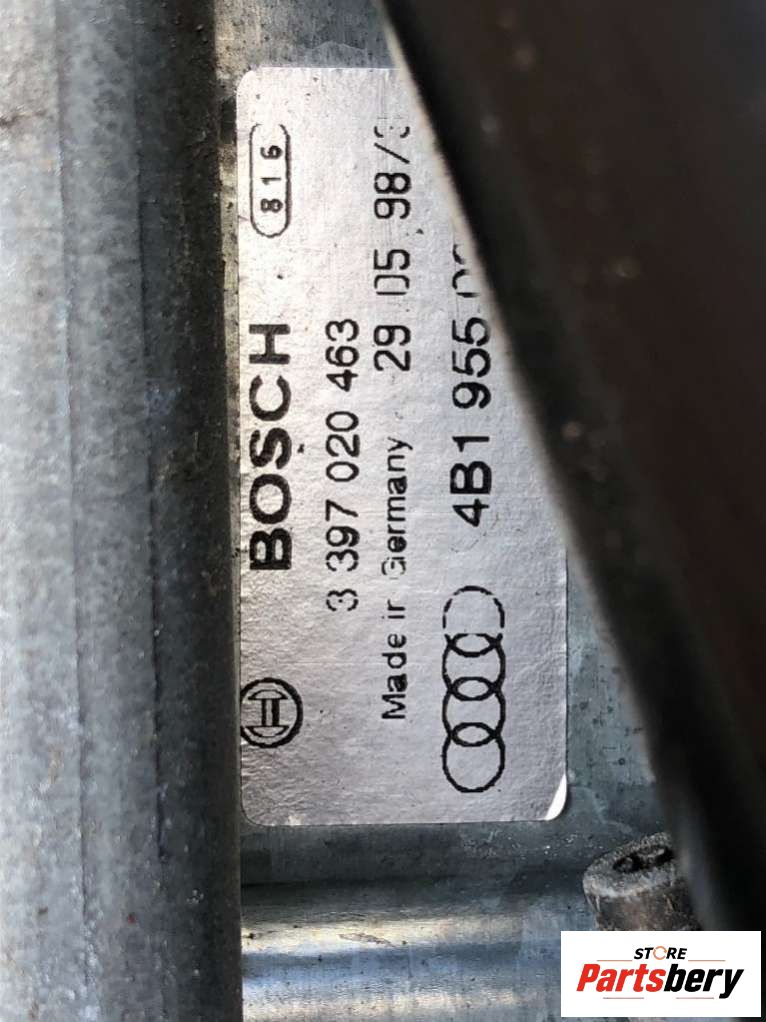 BOSCH 816
3 397 020 463
Made in Germany 29.05.98/
4B1 955
STORE
Partsbery